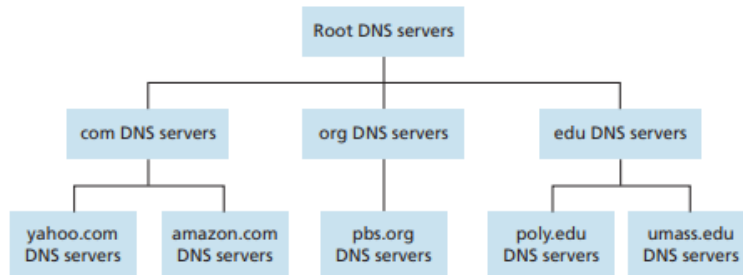 Root DNS servers
com DNS servers
org DNS servers
edu DNS servers
yahoo.com
DNS servers
amazon.com
DNS servers
pbs.org
DNS servers
poly.edu
DNS servers
umass.edu
DNS servers